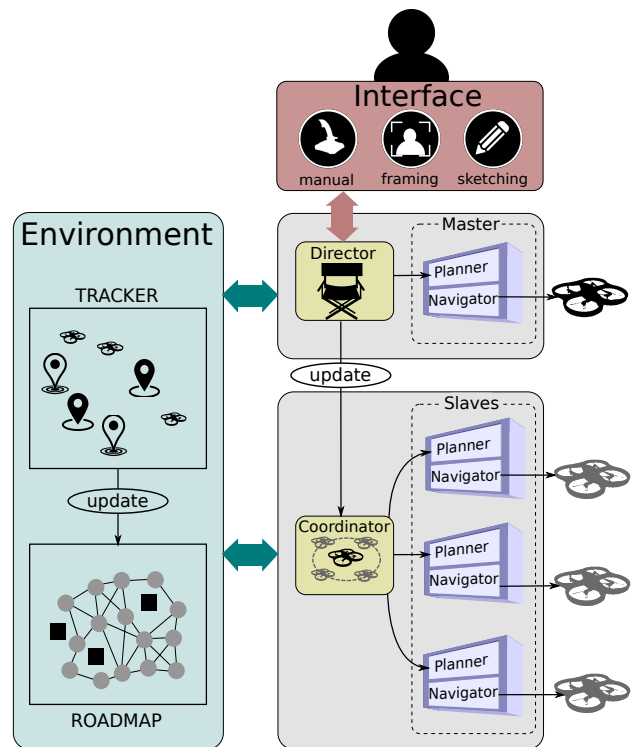 Interface
manual framing sketching
Environment
TRACKER
update
ROADMAP
Director
Master
Planner
Navigator
update
Slaves
Coordinator
Planner
Navigator
Planner
Navigator
Planner
Navigator